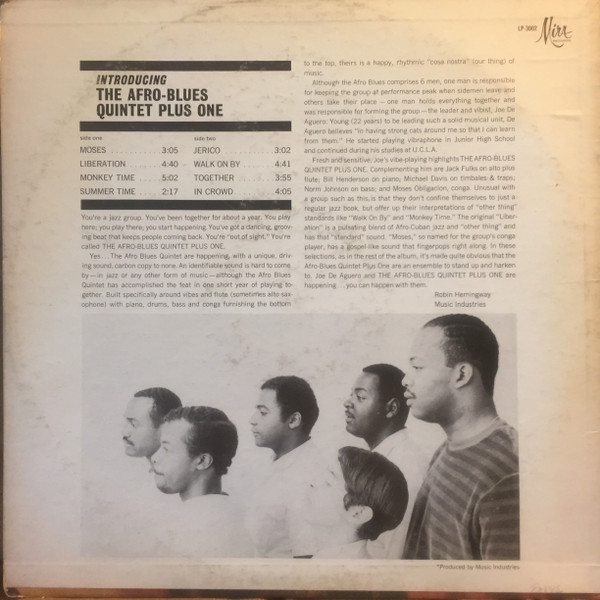 LP-3002 Mira
INTRODUCING
THE AFRO-BLUES
QUINTET PLUS ONE
side one
MOSES 3:05
LIBERATION 4:40
MONKEY TIME 5:02
SUMMER TIME 2:17
side two
JERICO 3:02
WALK ON BY 4:41
TOGETHER 3:55
IN CROWD 4:05
You're a jazz group. You've been together for about a year. You play
here; you play there; you start happening. You've got a dancing, groov-
ing beat that keeps people coming back. You're "out of sight." You're
called THE AFRO-BLUES QUINTET PLUS ONE.
Yes . . . The Afro Blues Quintet are happening, with a unique, driv-
ing sound, carbon copy to none. An identifiable sound is hard to come
by—in jazz or any other form of music—although the Afro Blues
Quintet has accomplished the feat in one short year of playing to-
gether. Built specifically around vibes and flute (sometimes alto sax-
ophone) with piano, drums, bass and conga furnishing the bottom
to the top, theirs is a happy, rhythmic "cosa nostra" (our thing) of
music.
Although the Afro Blues comprises 6 men, one man is responsible
for keeping the group at performance peak when sidemen leave and
others take their place — one man holds everything together and
was responsible for forming the group — the leader and vibist, Joe De
Aguero. Young (22 years) to be leading such a solid musical unit, De
Aguero believes "in having strong cats around me so that I can learn
from them." He started playing vibraphone in Junior High School
and continued during his studies at U.C.L.A.
Fresh and sensitive, Joe's vibe-playing highlights THE AFRO-BLUES
QUINTET PLUS ONE. Complementing him are Jack Fulks on alto plus
flute; Bill Henderson on piano; Michael Davis on timbales & traps;
Norm Johnson on bass; and Moses Obligacion, conga. Unusual with
a group such as this, is that they don't confine themselves to just a
regular jazz book, but offer up their interpretations of "other thing"
standards like "Walk On By" and "Monkey Time." The original "Liber-
ation" is a pulsating blend of Afro-Cuban jazz and "other thing" and
has that "standard" sound. "Moses," so named for the group's conga
player, has a gospel-like sound that fingerpops right along. In these
selections, as in the rest of the album, it's made quite obvious that the
Afro-Blues Quintet Plus One are an ensemble to stand up and harken
to. Joe De Aguero and THE AFRO-BLUES QUINTET PLUS ONE are
happening . . . you can happen with them.
Robin Hemingway
Music Industries
*Produced by Music Industries